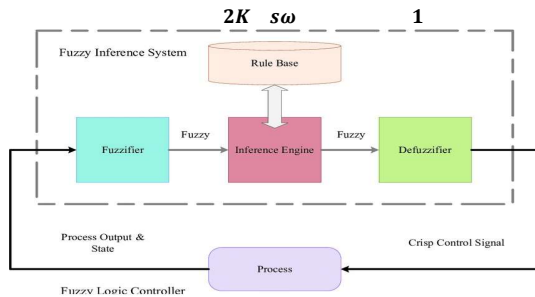 2K sω 1
Fuzzy Inference System
Rule Base
Fuzzy
Fuzzy
Fuzzifier
Inference Engine
Defuzzifier
Process Output &
State
Crisp Control Signal
Process
Fuzzy Logic Controller